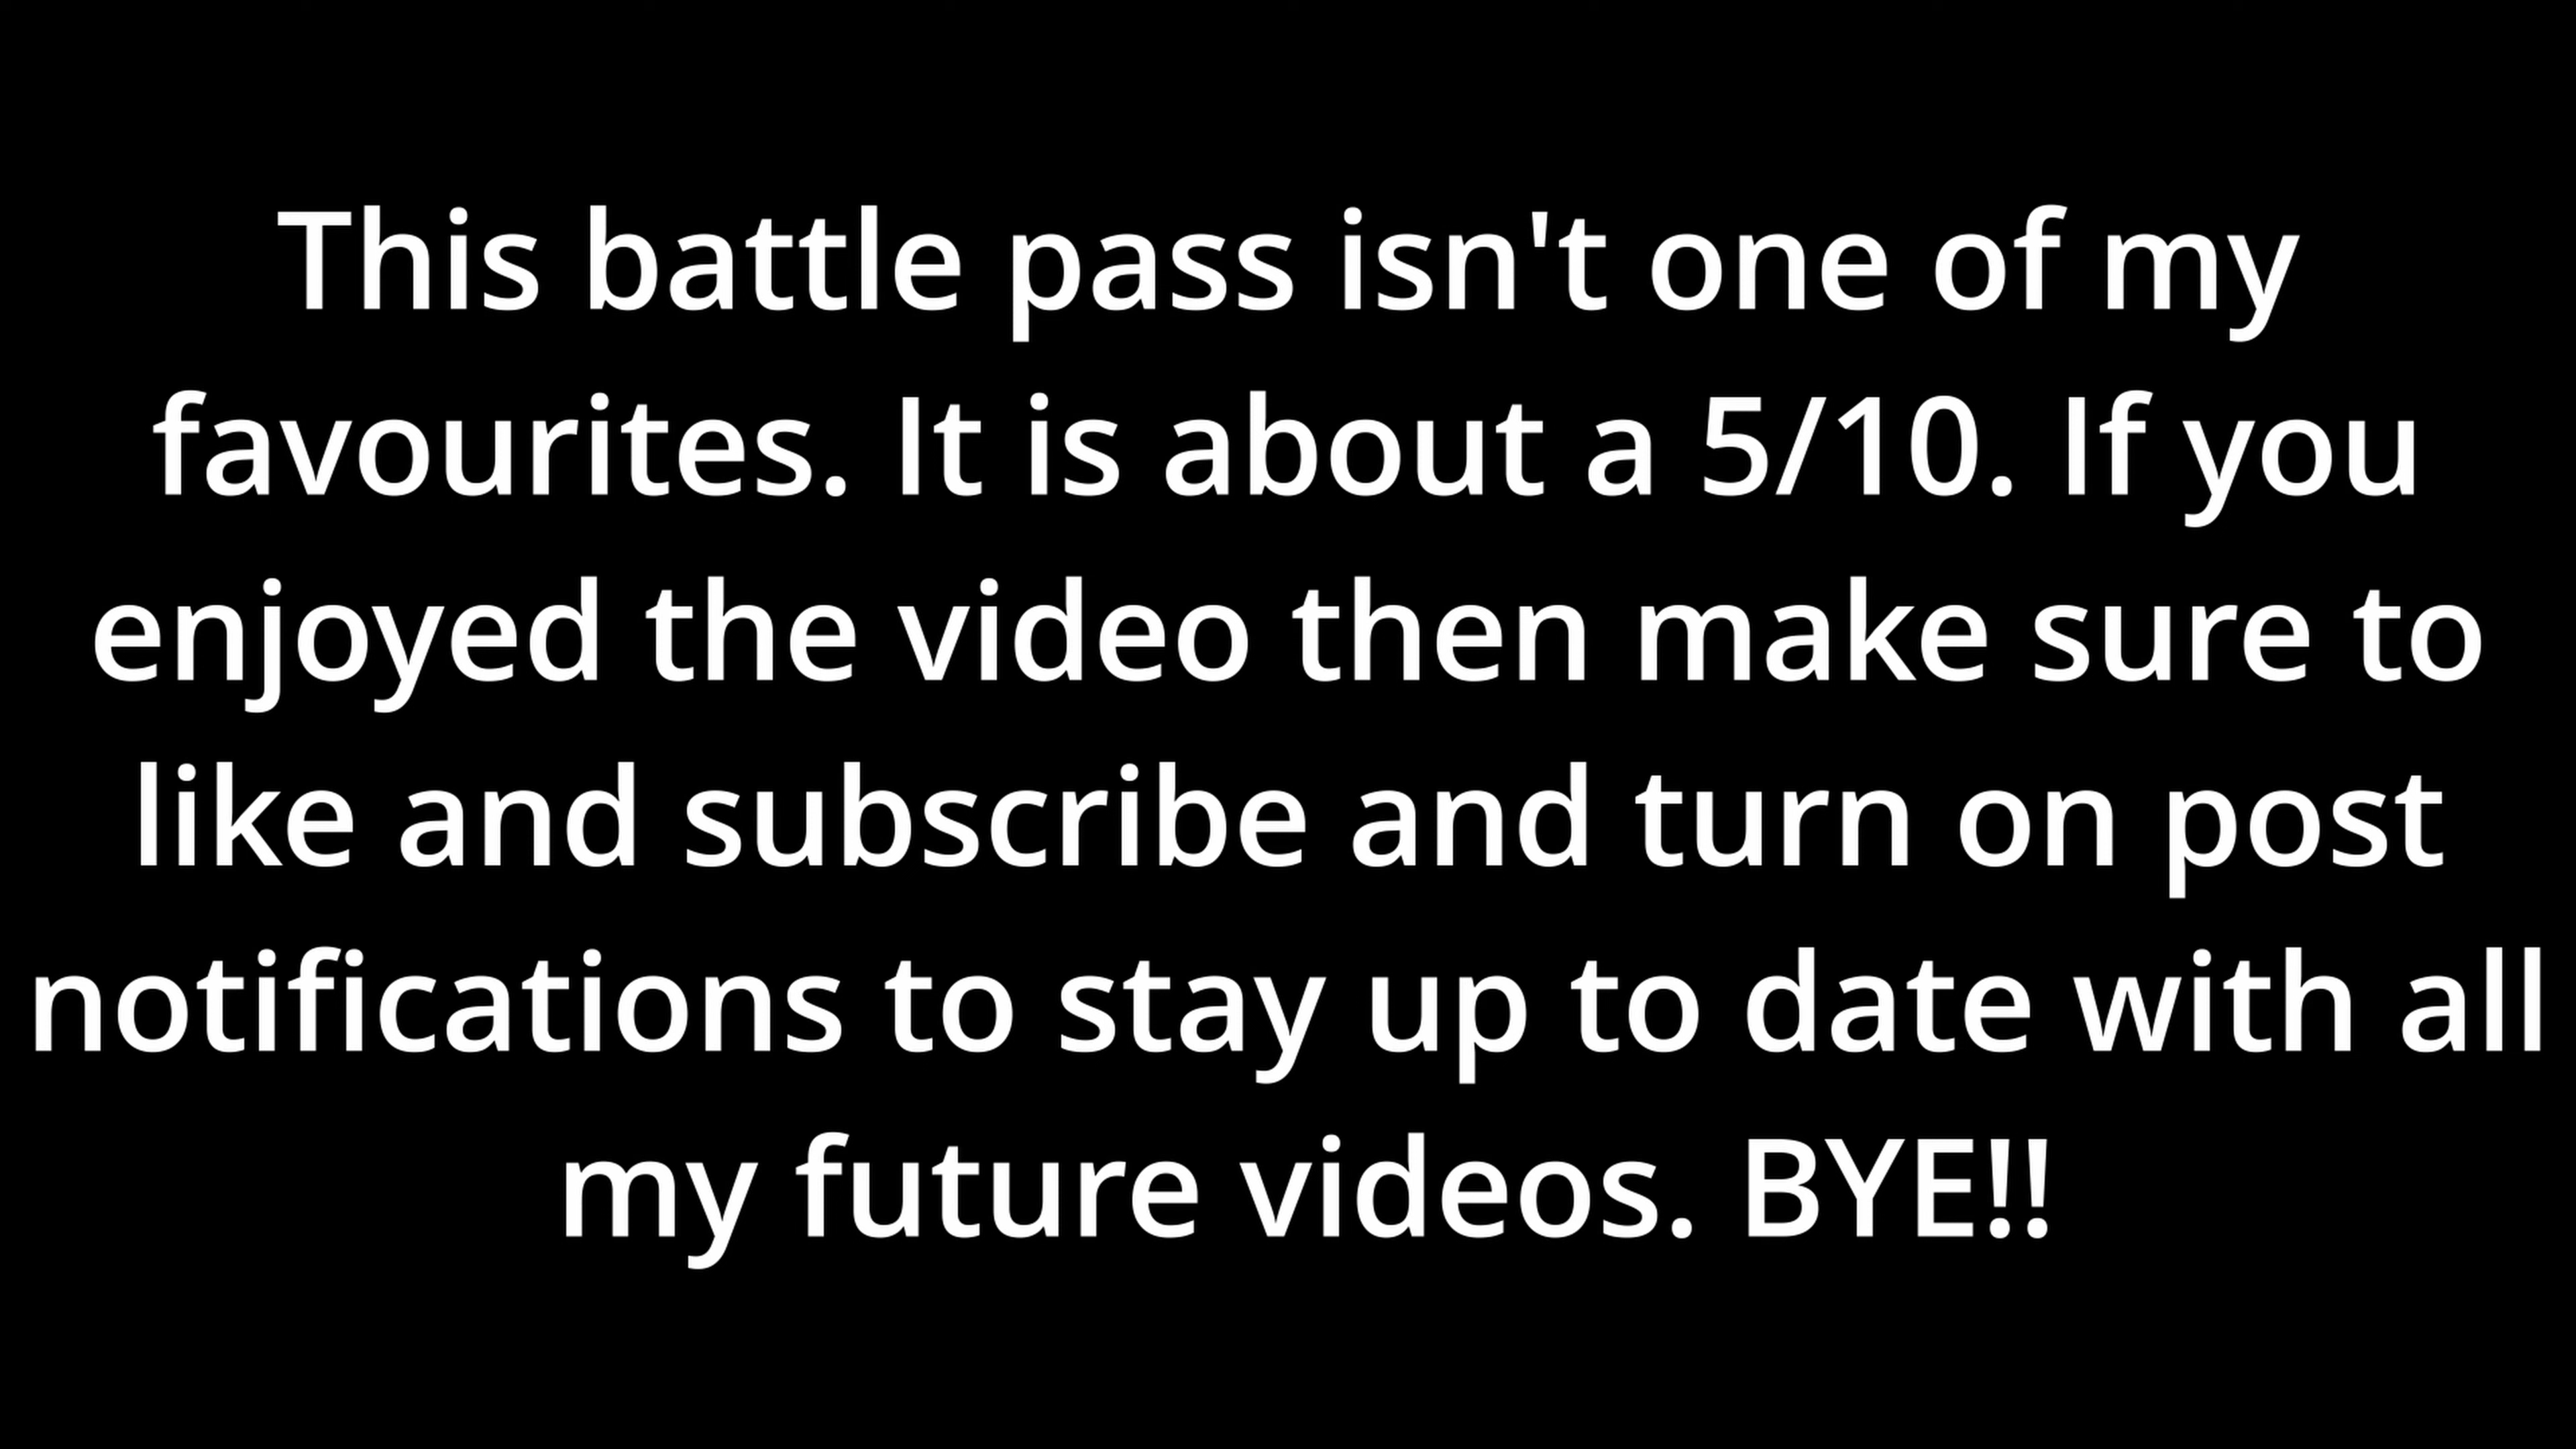 This battle pass isn't one of my
favourites. It is about a 5/10. If you
enjoyed the video then make sure to
like and subscribe and turn on post
notifications to stay up to date with all
my future videos. BYE!!